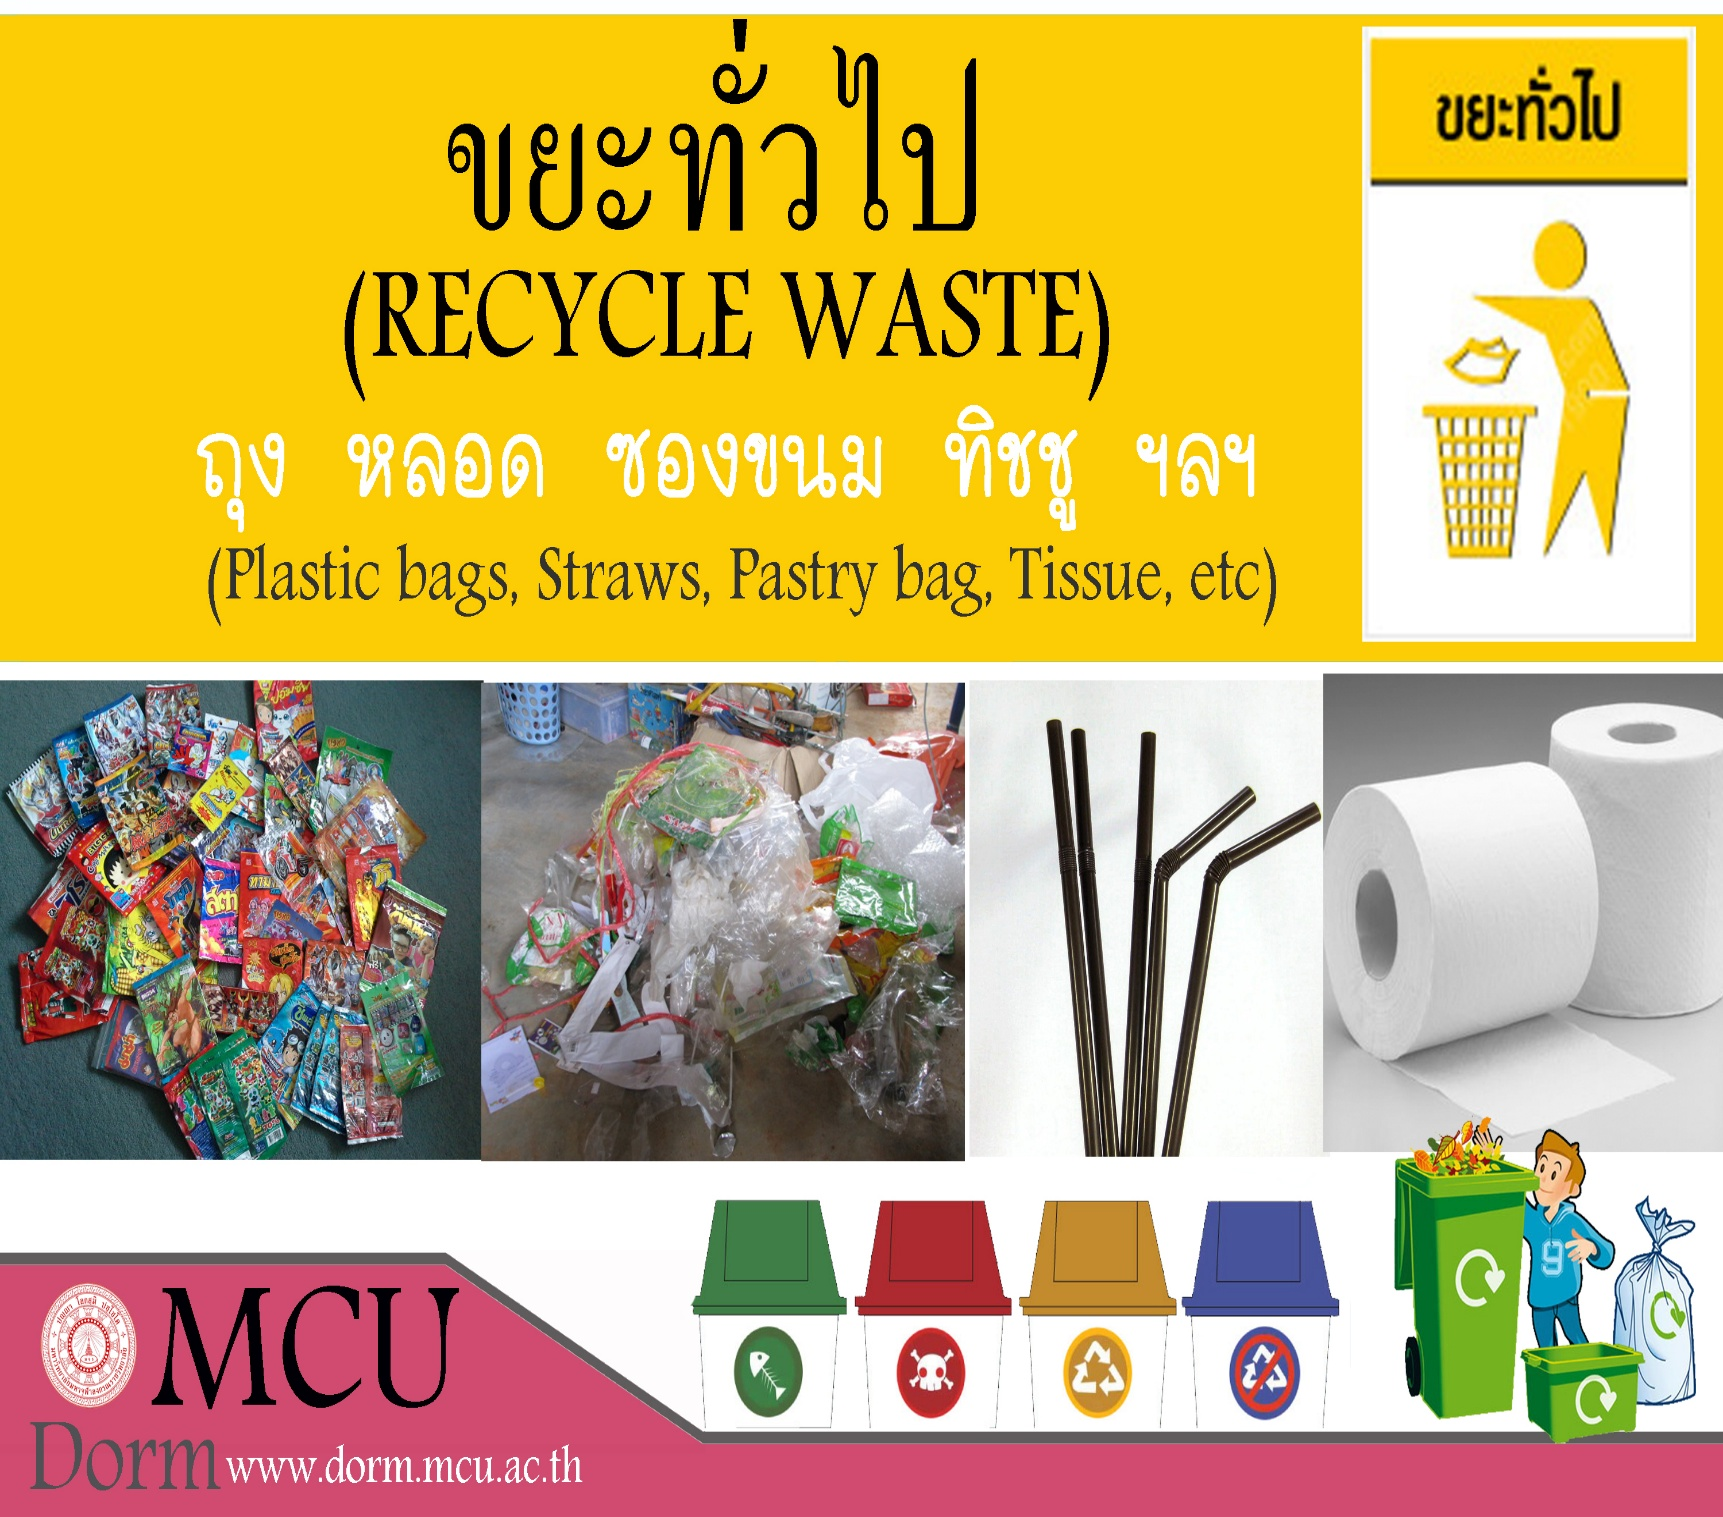 ขยะทั่วไป
(RECYCLE WASTE)
ถุง หลอด ซองขนม ทิชชู ฯลฯ
(Plastic bags, Straws, Pastry bag, Tissue, etc)
ขยะทั่วไป
MCU
Dorm www.dorm.mcu.ac.th
9